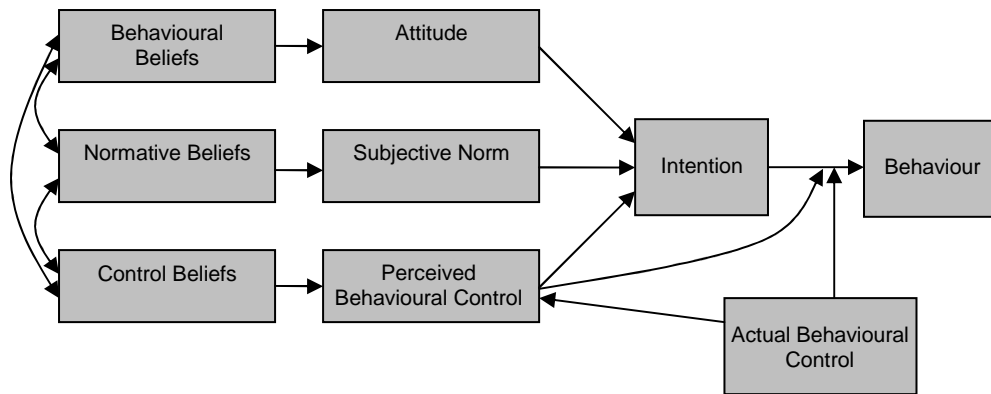 Behavioural
Beliefs
Attitude
Normative Beliefs
Subjective Norm
Intention
Behaviour
Control Beliefs
Perceived
Behavioural Control
Actual Behavioural
Control